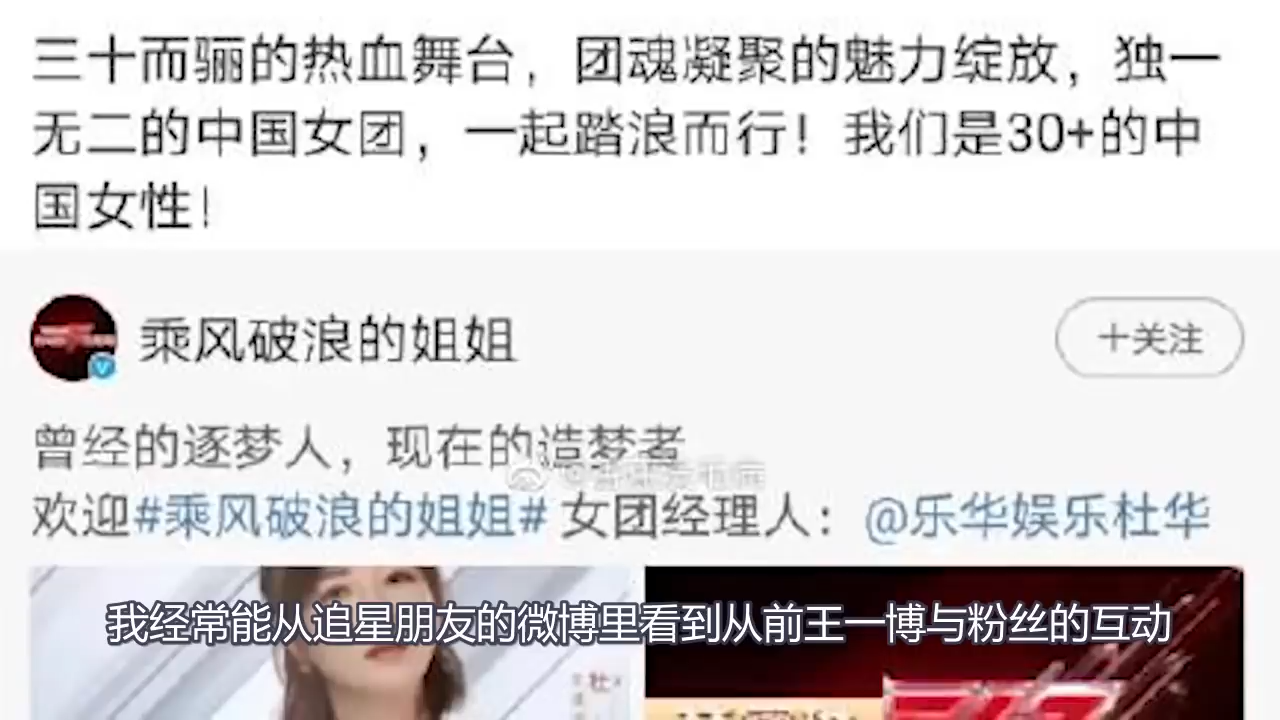 三十而骊的热血舞台，团魂凝聚的魅力绽放，独一
无二的中国女团，一起踏浪而行！我们是30+的中
国女性！
乘风破浪的姐姐
十关注
曾经的逐梦人，现在的造梦者
欢迎#乘风破浪的姐姐# 女团经理人：@乐华娱乐杜华
我经常能从追星朋友的微博里看到从前王一博与粉丝的互动
杜